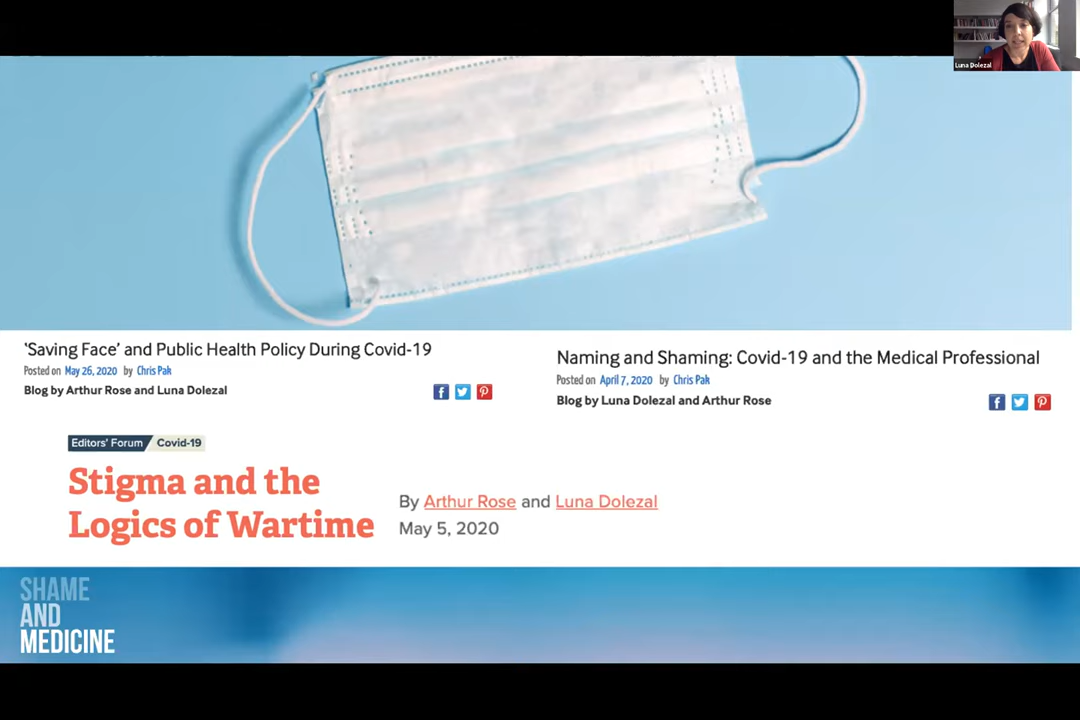 Luna Dolezal
'Saving Face' and Public Health Policy During Covid-19
Posted on May 26, 2020 by Chris Pak
Blog by Arthur Rose and Luna Dolezal
Naming and Shaming: Covid-19 and the Medical Professional
Posted on April 7, 2020 by Chris Pak
Blog by Luna Dolezal and Arthur Rose
Editors' Forum Covid-19
Stigma and the
Logics of Wartime
By Arthur Rose and Luna Dolezal
May 5, 2020
SHAME
AND
MEDICINE